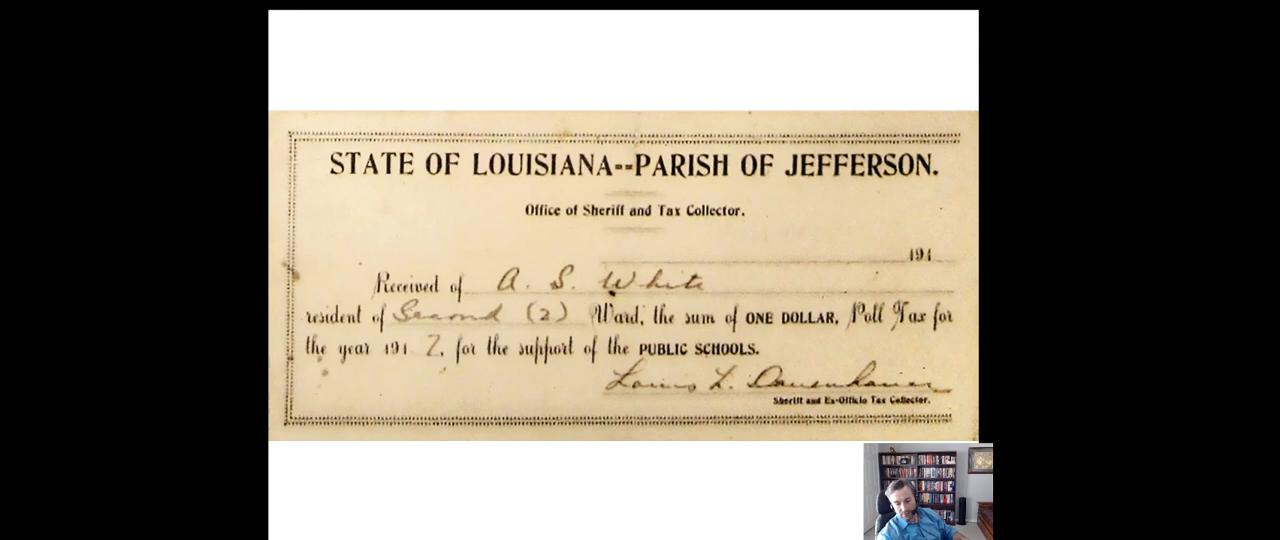 STATE OF LOUISIANA--PARISH OF JEFFERSON.
Office of Sheriff and Tax Collector.
191
Received of A. S. White
resident of Second (2) Ward, the sum of ONE DOLLAR, Poll Tax for
the year 191 7, for the support of the PUBLIC SCHOOLS.
Louis L.
Sheriff and Ex-Officio Tax Collector.